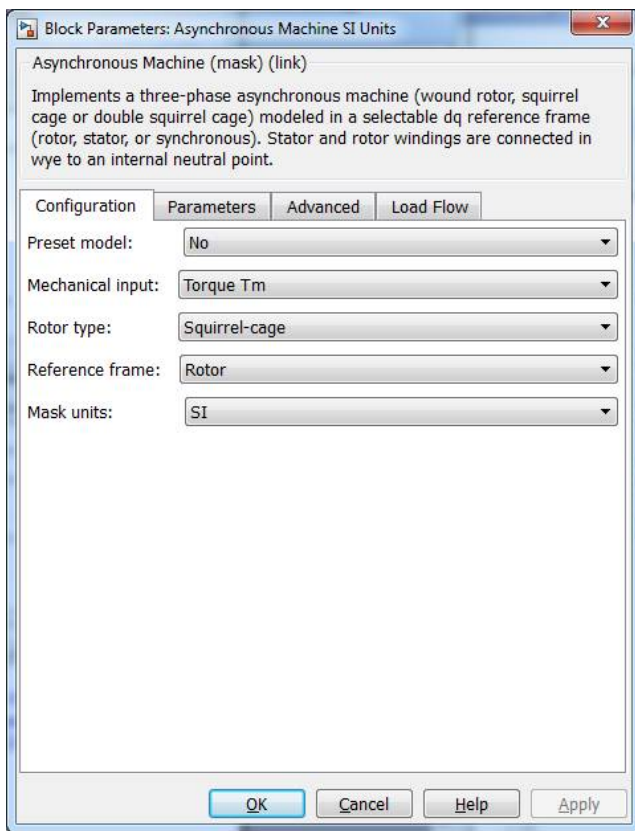 Block Parameters: Asynchronous Machine SI Units
Asynchronous Machine (mask) (link)
Implements a three-phase asynchronous machine (wound rotor, squirrel
cage or double squirrel cage) modeled in a selectable dq reference frame
(rotor, stator, or synchronous). Stator and rotor windings are connected in
wye to an internal neutral point.
Configuration Parameters Advanced Load Flow
Preset model: No
Mechanical input: Torque Tm
Rotor type: Squirrel-cage
Reference frame: Rotor
Mask units: SI
OK Cancel Help Apply